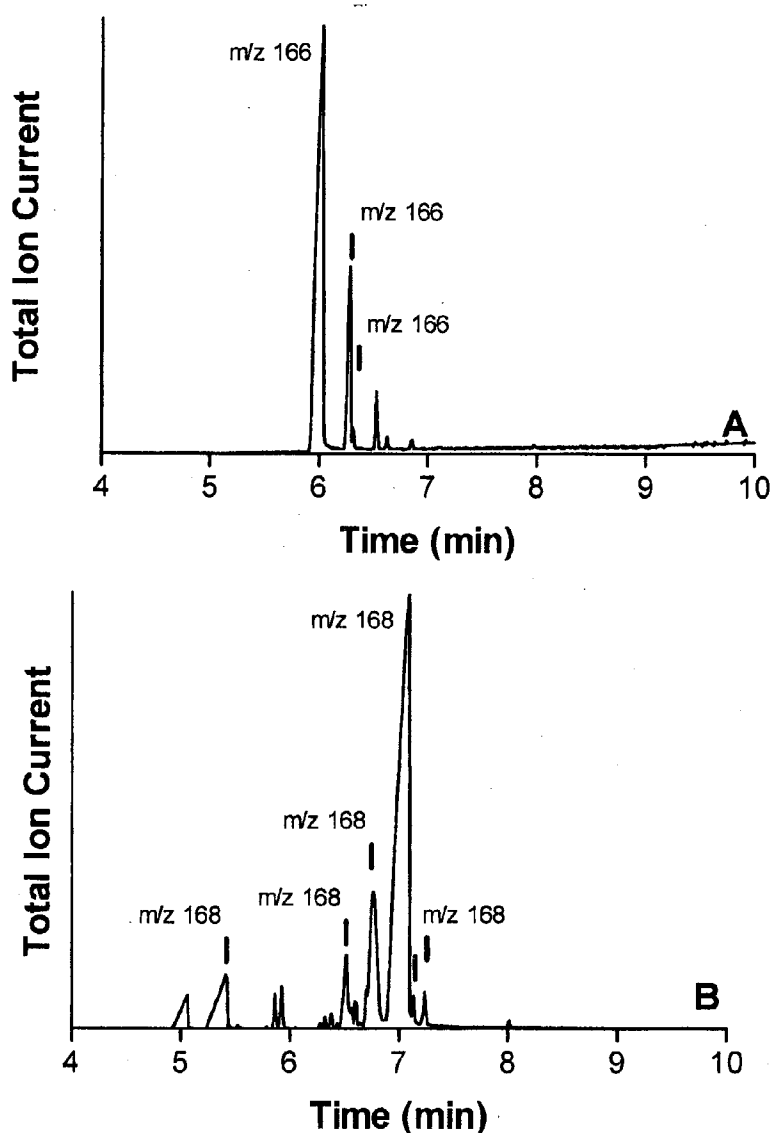 m/z 166
m/z 166
m/z 166
Total Ion Current
A
4 5 6 7 8 9 10
Time (min)
m/z 168
m/z 168
m/z 168
m/z 168
m/z 168
Total Ion Current
B
4 5 6 7 8 9 10
Time (min)